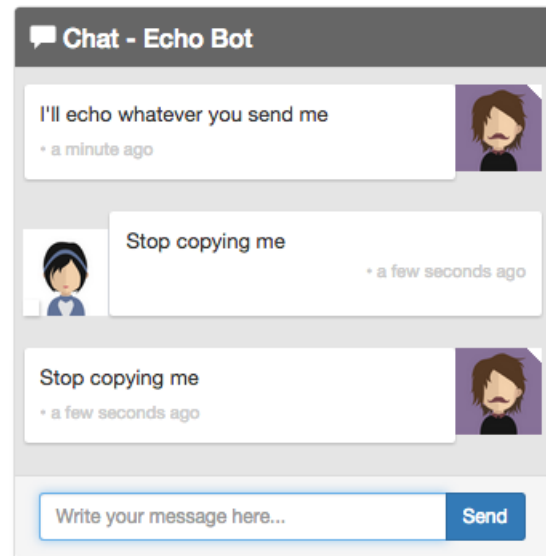 Chat - Echo Bot
I'll echo whatever you send me
• a minute ago
Stop copying me
• a few seconds ago
Stop copying me
• a few seconds ago
Write your message here...
Send